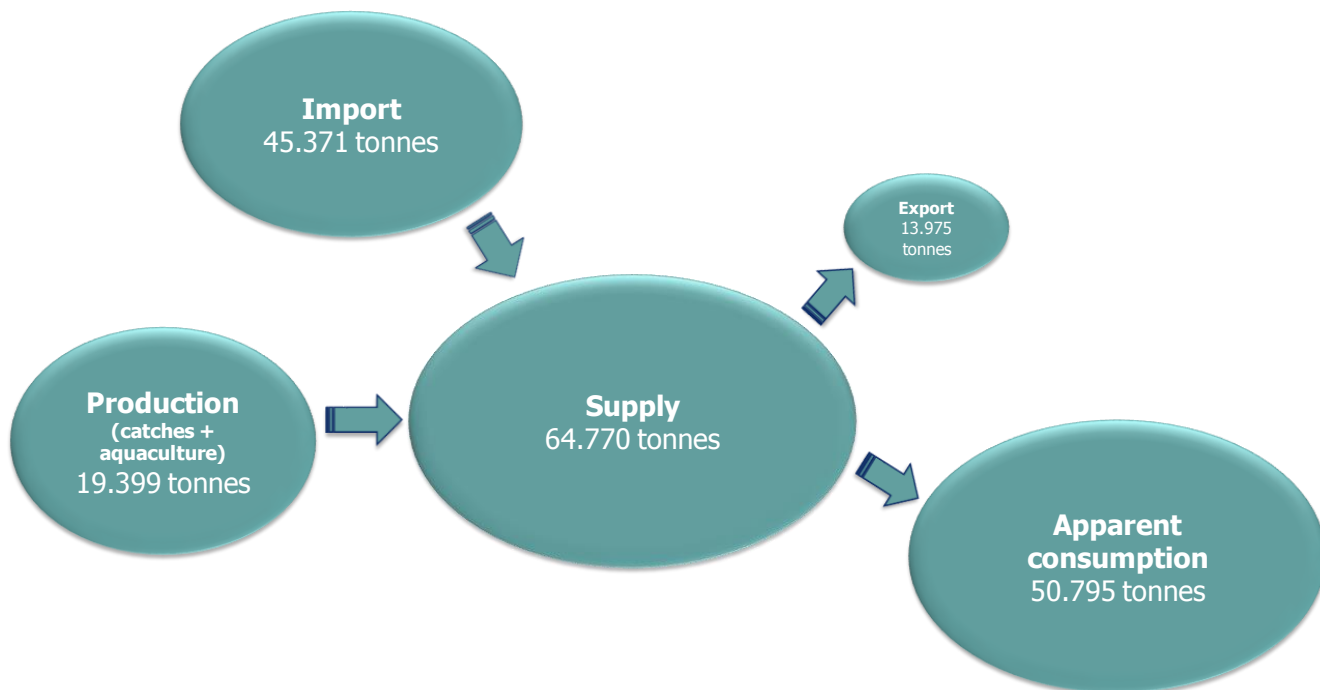 Import
45.371 tonnes
Export
13.975
tonnes
Production
(catches +
aquaculture)
19.399 tonnes
Supply
64.770 tonnes
Apparent
consumption
50.795 tonnes